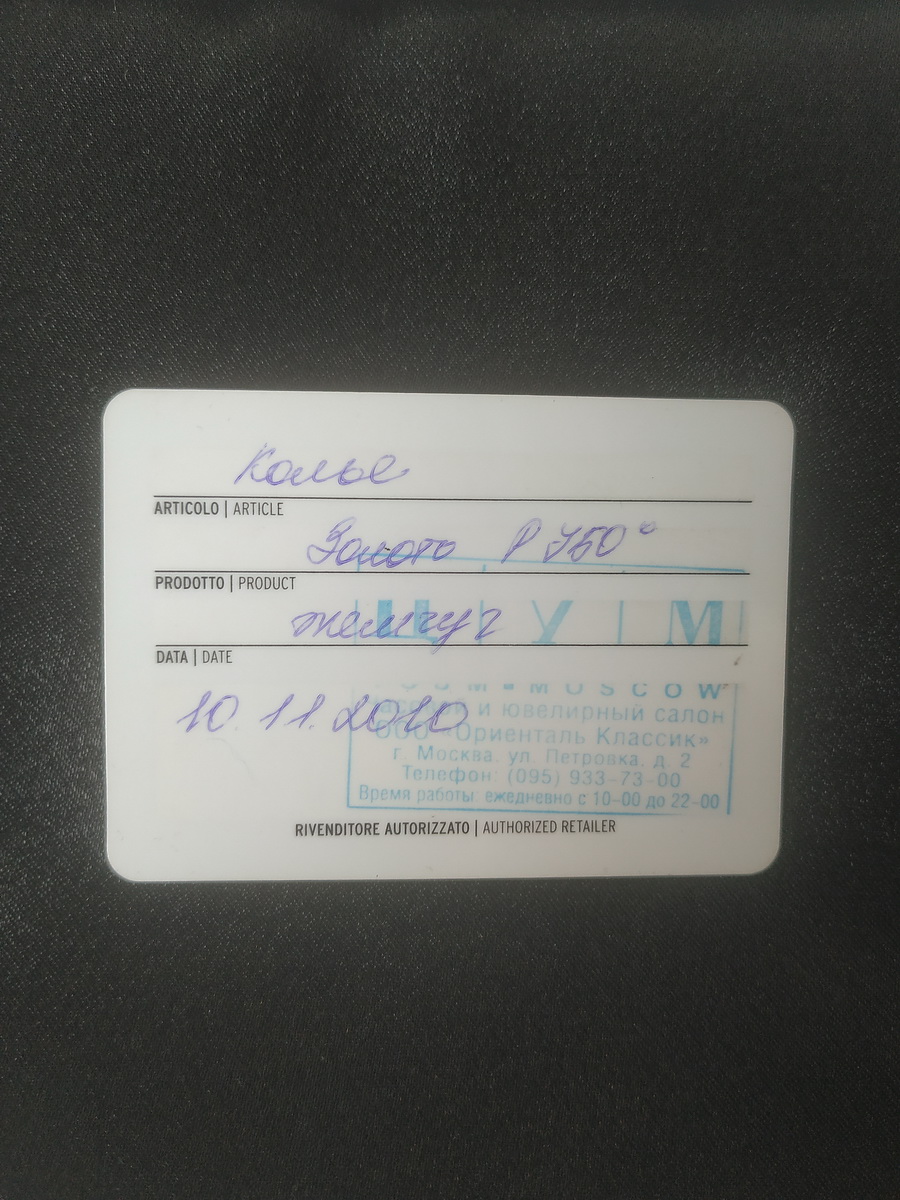 Колье
ARTICOLO | ARTICLE
Золото Р 750°
PRODOTTO | PRODUCT
жемчуг
Ц У М
DATA | DATE
MOSCOW
10.11.2010
и ювелирный салон
ООО «Ориенталь Классик»
г. Москва. ул. Петровка. д. 2
Телефон: (095) 933-73-00
Время работы: ежедневно с 10-00 до 22-00
RIVENDITORE AUTORIZZATO | AUTHORIZED RETAILER